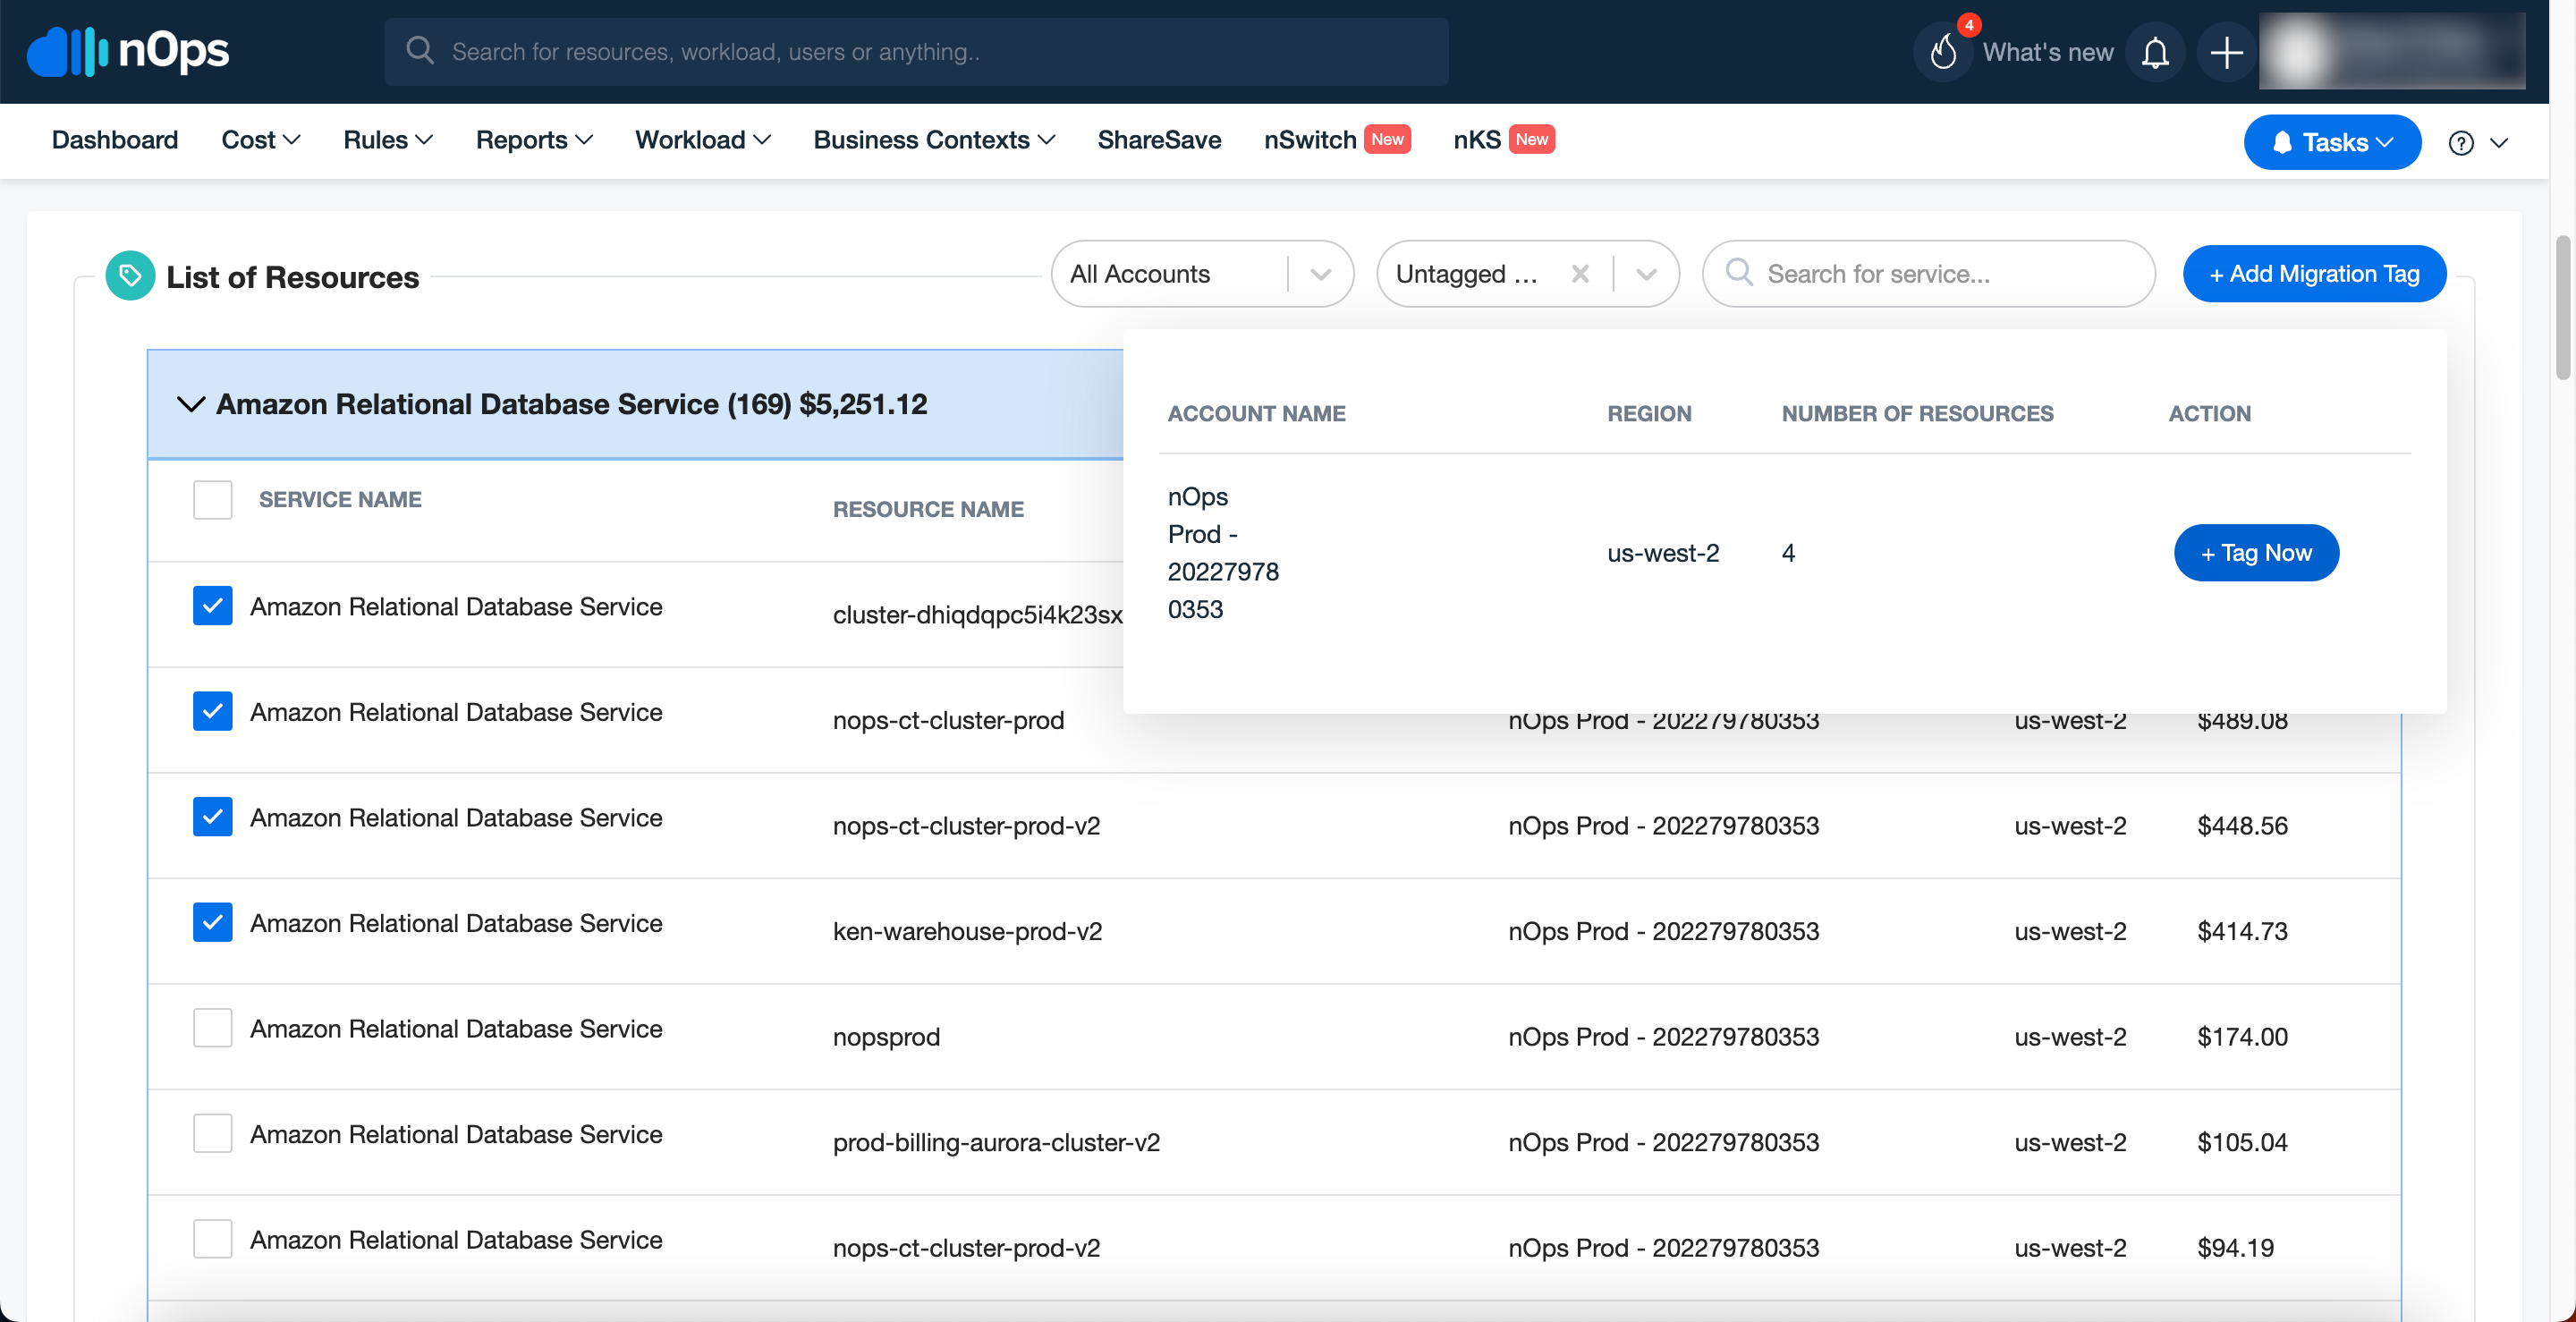 nOps
Search for resources, workload, users or anything..
4
What's new
Dashboard Cost Rules Reports Workload Business Contexts ShareSave nSwitch New nKS New
Tasks ?
List of Resources
All Accounts
Untagged ...
Search for service...
+ Add Migration Tag
Amazon Relational Database Service (169) $5,251.12
SERVICE NAME RESOURCE NAME
ACCOUNT NAME REGION NUMBER OF RESOURCES ACTION
nOps
Prod -
20227978
0353
us-west-2 4 + Tag Now
Amazon Relational Database Service cluster-dhiqdqpc5i4k23sx
Amazon Relational Database Service nops-ct-cluster-prod nOps Prod - 202279780353 us-west-2 $489.08
Amazon Relational Database Service nops-ct-cluster-prod-v2 nOps Prod - 202279780353 us-west-2 $448.56
Amazon Relational Database Service ken-warehouse-prod-v2 nOps Prod - 202279780353 us-west-2 $414.73
Amazon Relational Database Service nopsprod nOps Prod - 202279780353 us-west-2 $174.00
Amazon Relational Database Service prod-billing-aurora-cluster-v2 nOps Prod - 202279780353 us-west-2 $105.04
Amazon Relational Database Service nops-ct-cluster-prod-v2 nOps Prod - 202279780353 us-west-2 $94.19